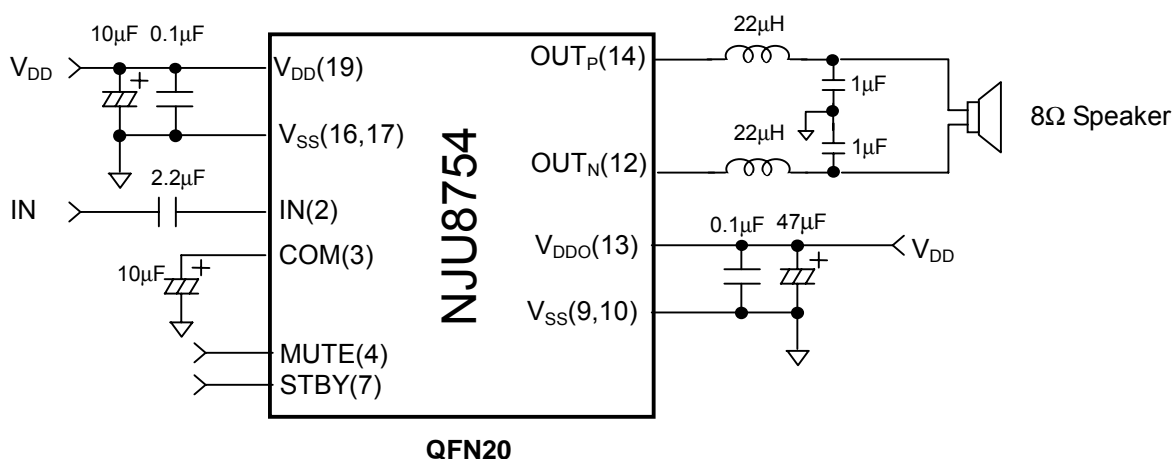 10μF 0.1μF
V_DD
V_DD(19)
V_SS(16,17)
2.2μF
IN
IN(2)
COM(3)
10μF
MUTE(4)
STBY(7)
NJU8754
QFN20
22μH
OUT_P(14)
1μF
8Ω Speaker
22μH
1μF
OUT_N(12)
0.1μF 47μF
V_DDO(13)
V_DD
V_SS(9,10)